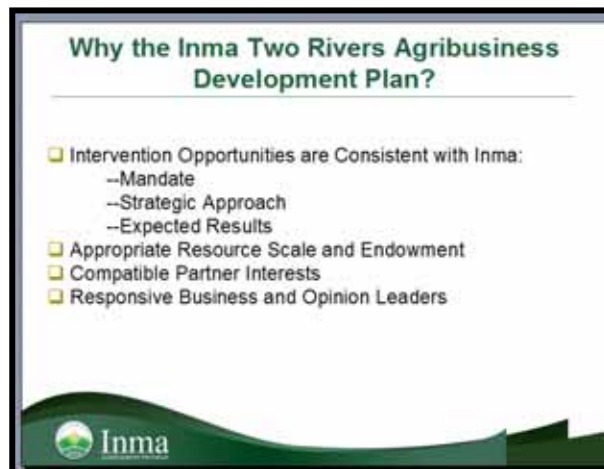 Why the Inma Two Rivers Agribusiness
Development Plan?
Intervention Opportunities are Consistent with Inma:
--Mandate
--Strategic Approach
--Expected Results
Appropriate Resource Scale and Endowment
Compatible Partner Interests
Responsive Business and Opinion Leaders
Inma